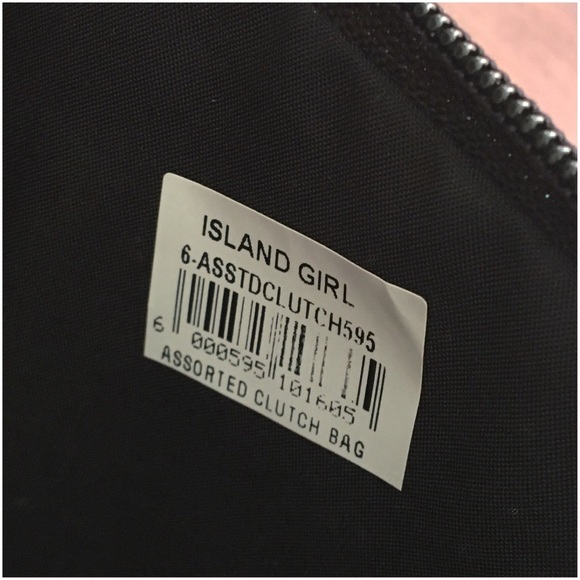 ISLAND GIRL
6-ASSTDCLUTCH595
6 000595 101605
ASSORTED CLUTCH BAG